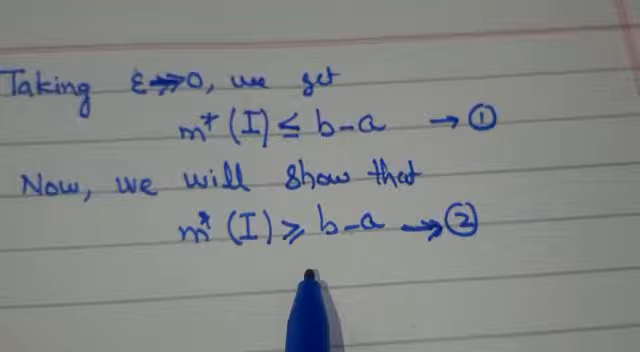 Taking ε→0, we get
m*(I) ≤ b-a → ①
Now, we will show that
m*(I) ≥ b-a → ②